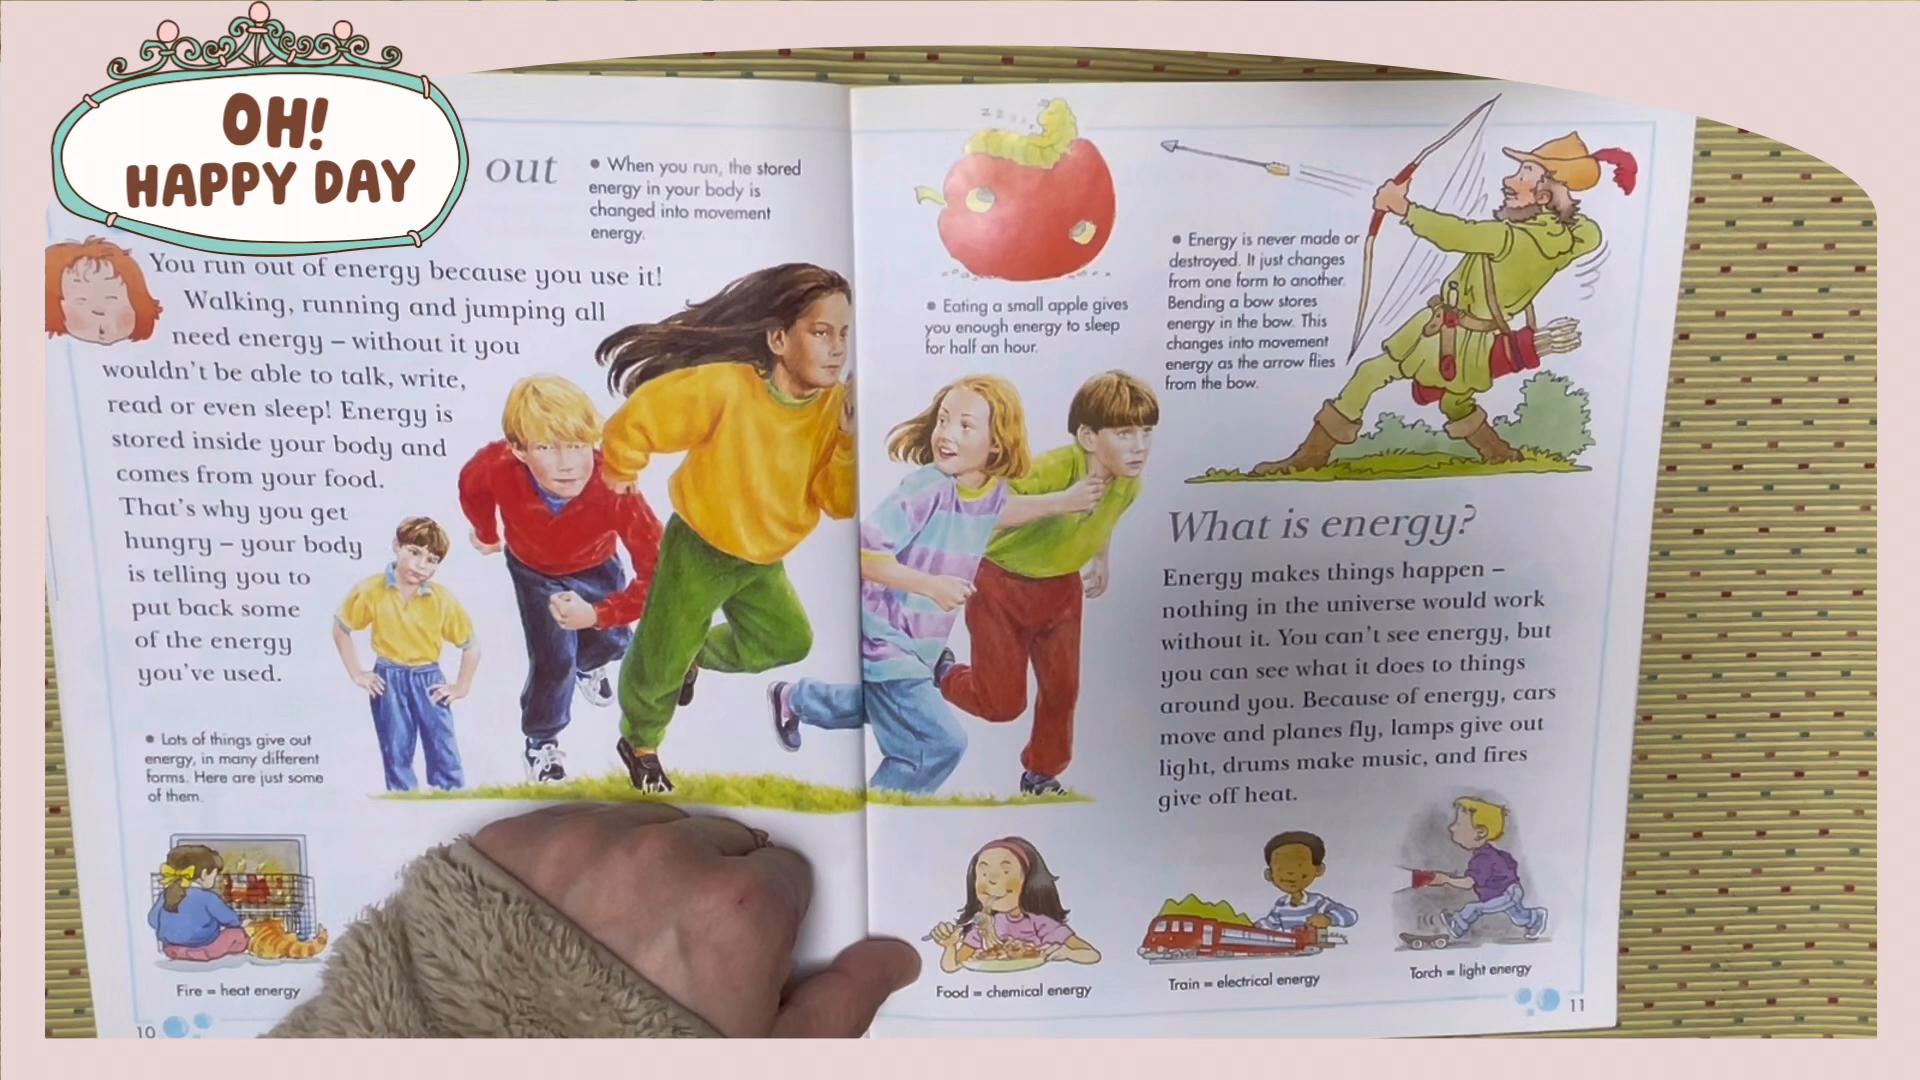 OH!
HAPPY DAY
out
• When you run, the stored
energy in your body is
changed into movement
energy.
You run out of energy because you use it!
Walking, running and jumping all
need energy – without it you
wouldn't be able to talk, write,
read or even sleep! Energy is
stored inside your body and
comes from your food.
That's why you get
hungry – your body
is telling you to
put back some
of the energy
you've used.
• Lots of things give out
energy, in many different
forms. Here are just some
of them.
Fire = heat energy
10
zzzzz
• Eating a small apple gives
you enough energy to sleep
for half an hour.
• Energy is never made or
destroyed. It just changes
from one form to another.
Bending a bow stores
energy in the bow. This
changes into movement
energy as the arrow flies
from the bow.
What is energy?
Energy makes things happen –
nothing in the universe would work
without it. You can't see energy, but
you can see what it does to things
around you. Because of energy, cars
move and planes fly, lamps give out
light, drums make music, and fires
give off heat.
Food = chemical energy
Train = electrical energy
Torch = light energy
11